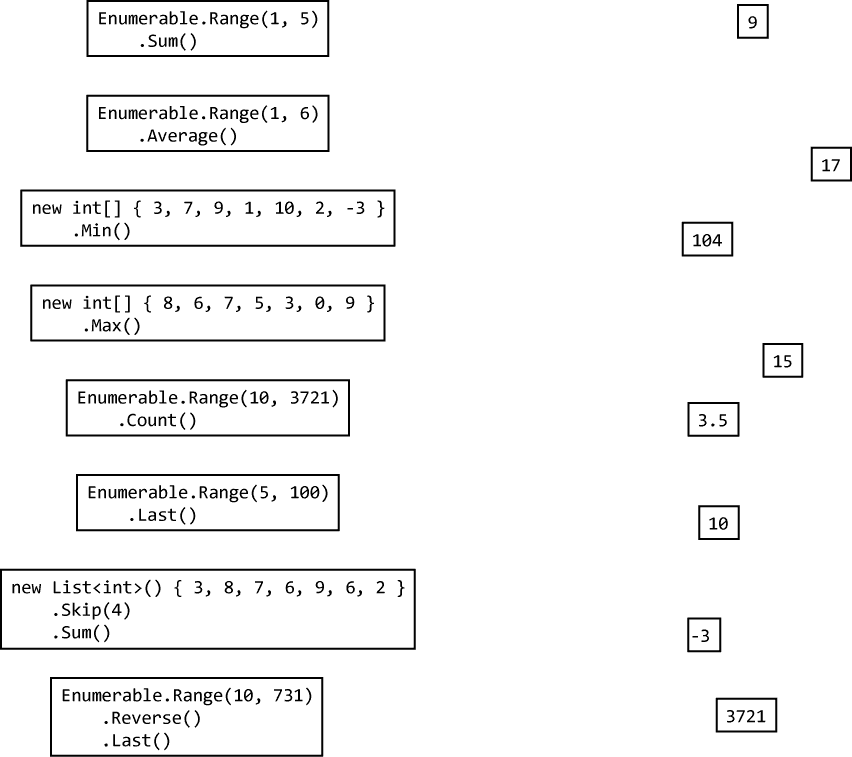 Enumerable.Range(1, 5)
.Sum()
Enumerable.Range(1, 6)
.Average()
new int[] { 3, 7, 9, 1, 10, 2, -3 }
.Min()
new int[] { 8, 6, 7, 5, 3, 0, 9 }
.Max()
Enumerable.Range(10, 3721)
.Count()
Enumerable.Range(5, 100)
.Last()
new List<int>() { 3, 8, 7, 6, 9, 6, 2 }
.Skip(4)
.Sum()
Enumerable.Range(10, 731)
.Reverse()
.Last()
9
17
104
15
3.5
10
-3
3721